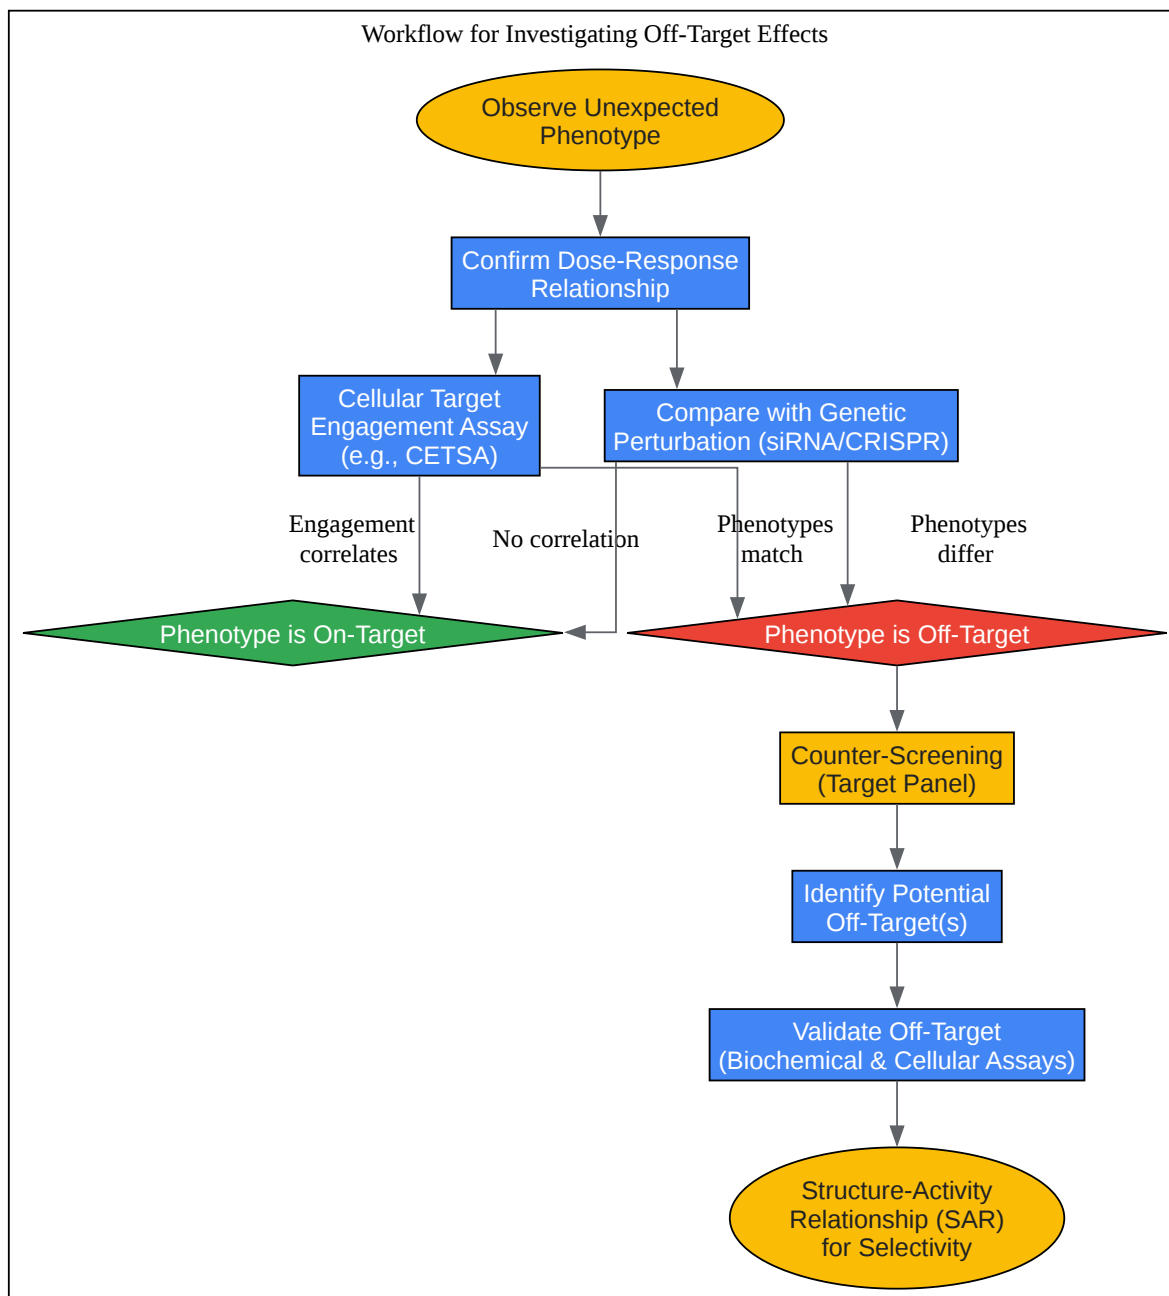 Workflow for Investigating Off-Target Effects
Observe Unexpected
Phenotype
Confirm Dose-Response
Relationship
Cellular Target
Engagement Assay
(e.g., CETSA)
Compare with Genetic
Perturbation (siRNA/CRISPR)
Engagement
correlates
No correlation
Phenotypes
match
Phenotypes
differ
Phenotype is On-Target
Phenotype is Off-Target
Counter-Screening
(Target Panel)
Identify Potential
Off-Target(s)
Validate Off-Target
(Biochemical & Cellular Assays)
Structure-Activity
Relationship (SAR)
for Selectivity